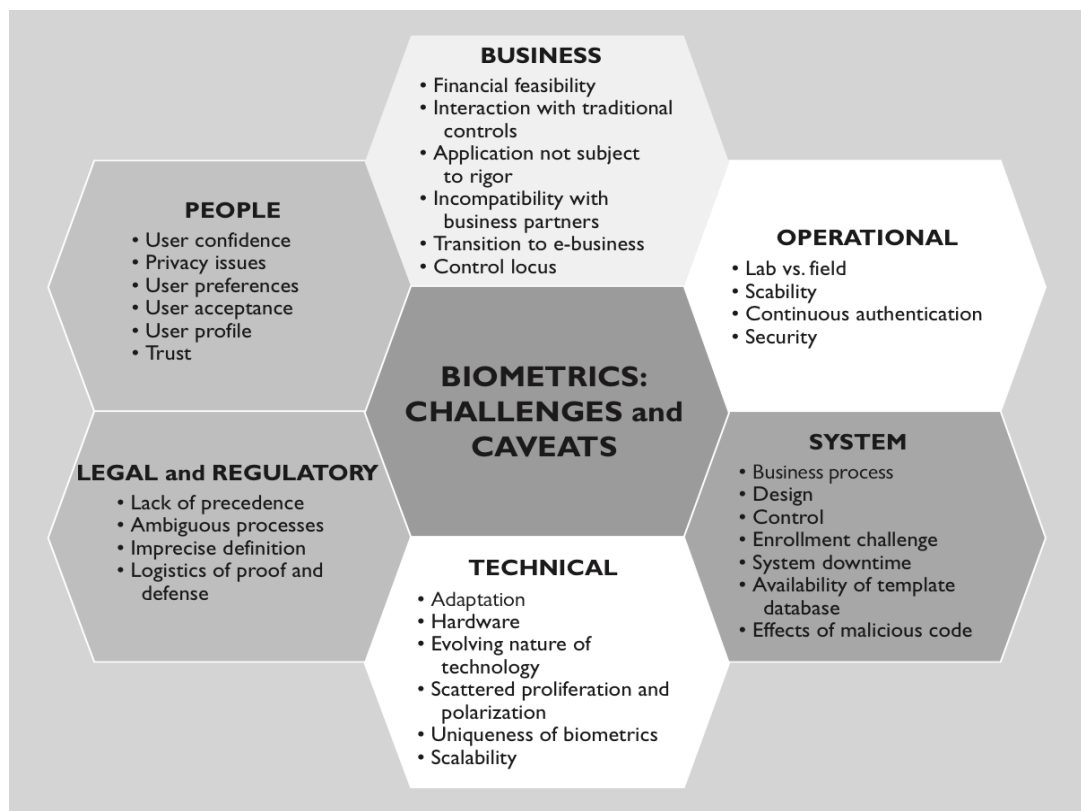 BUSINESS
• Financial feasibility
• Interaction with traditional
controls
• Application not subject
to rigor
• Incompatibility with
business partners
• Transition to e-business
• Control locus
PEOPLE
• User confidence
• Privacy issues
• User preferences
• User acceptance
• User profile
• Trust
OPERATIONAL
• Lab vs. field
• Scability
• Continuous authentication
• Security
BIOMETRICS:
CHALLENGES and
CAVEATS
LEGAL and REGULATORY
• Lack of precedence
• Ambiguous processes
• Imprecise definition
• Logistics of proof and
defense
SYSTEM
• Business process
• Design
• Control
• Enrollment challenge
• System downtime
• Availability of template
database
• Effects of malicious code
TECHNICAL
• Adaptation
• Hardware
• Evolving nature of
technology
• Scattered proliferation and
polarization
• Uniqueness of biometrics
• Scalability